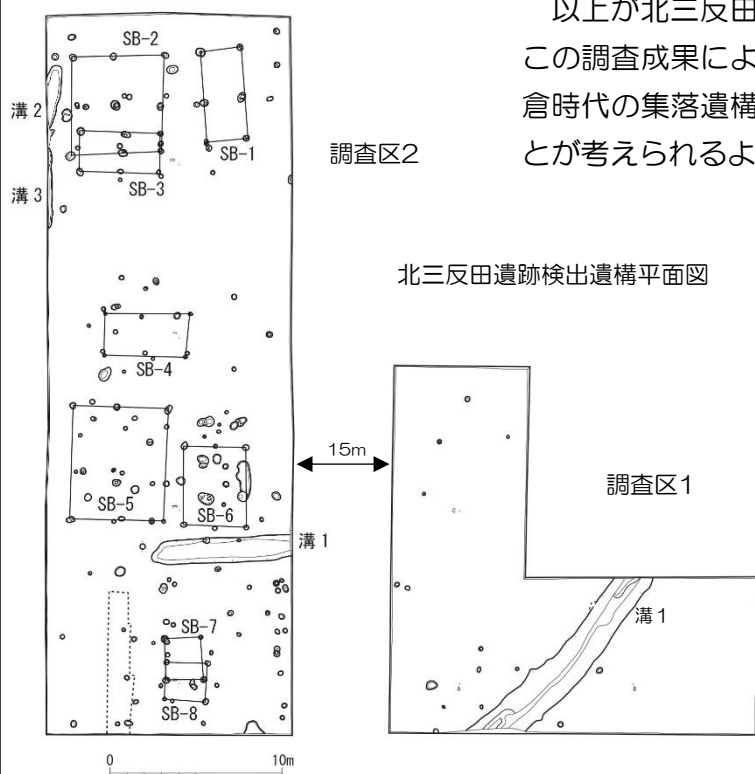 以上が北三反田
この調査成果によ
倉時代の集落遺構
とが考えられるよ
SB-2
溝2
SB-1
調査区2
溝3
SB-3
北三反田遺跡検出遺構平面図
SB-4
15m
調査区1
SB-5
SB-6
溝1
溝1
SB-7
SB-8
0 10m